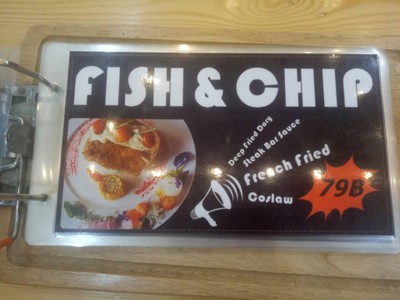 FISH & CHIP
Deep Fried Dory
Steak Bar Sauce
French Fried
Coslaw
79B